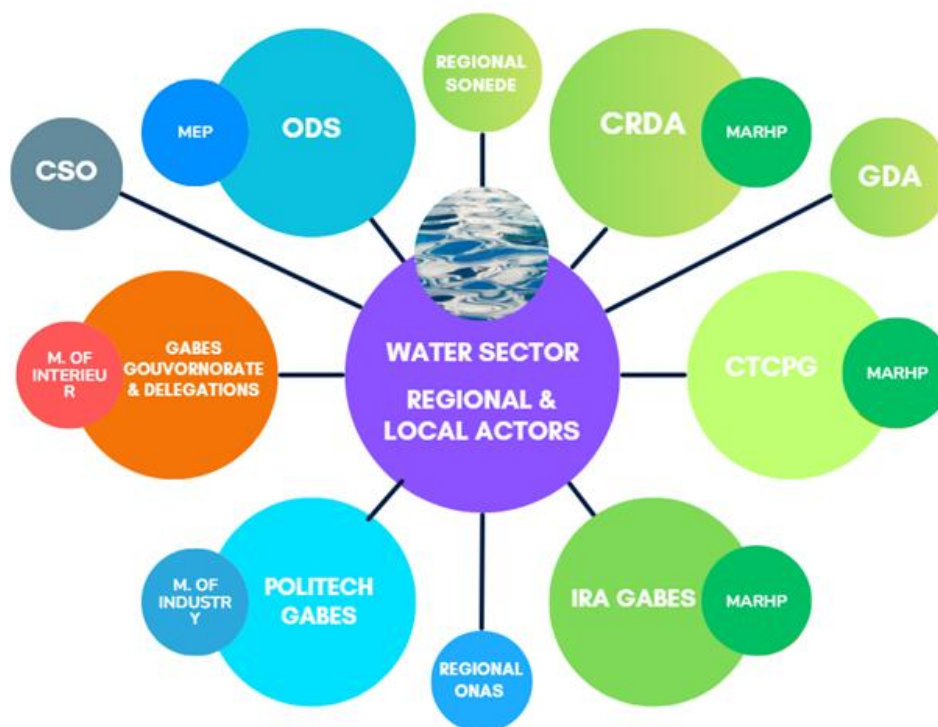 REGIONAL
SONEDE
MEP
ODS
CRDA
MARHP
CSO
GDA
WATER SECTOR
REGIONAL &
LOCAL ACTORS
M. OF
INTERIEU
R
GABES
GOUVORNORATE
& DELEGATIONS
CTCPG
MARHP
M. OF
INDUSTR
Y
POLITECH
GABES
IRA GABES
MARHP
REGIONAL
ONAS